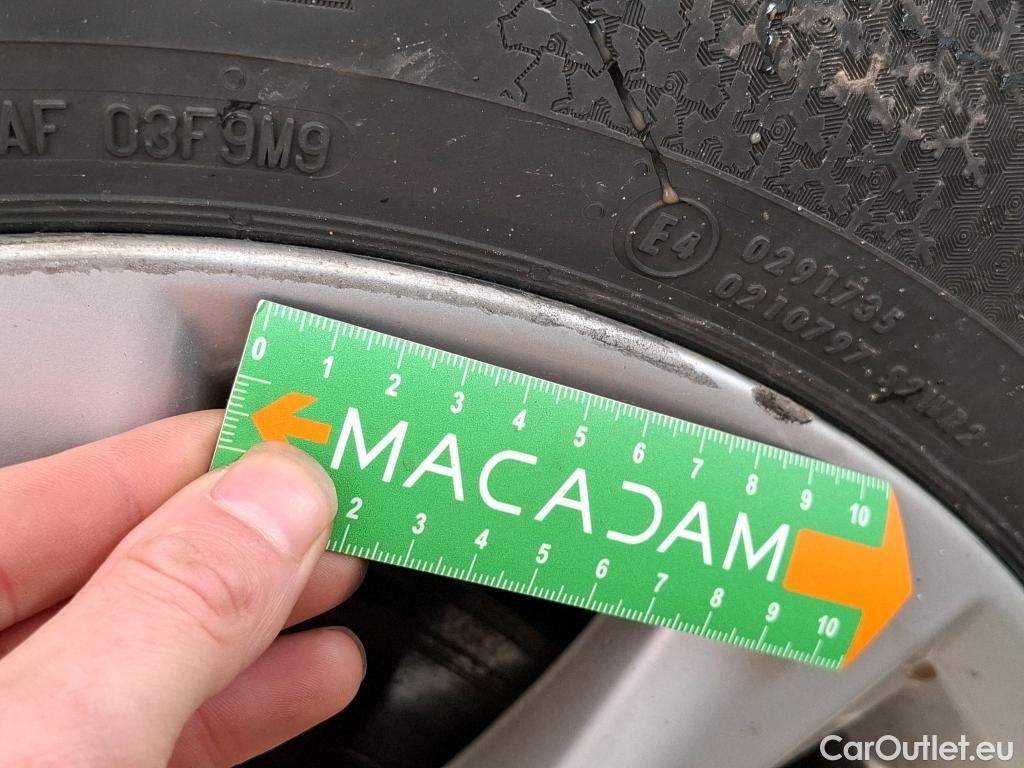 AF 03F9M9
E4
0291735
0210797-S2WR2
0 1 2 3 4 5 6 7 8 9 10
MACADAM
2 3 4 5 6 7 8 9 10
CarOutlet.eu